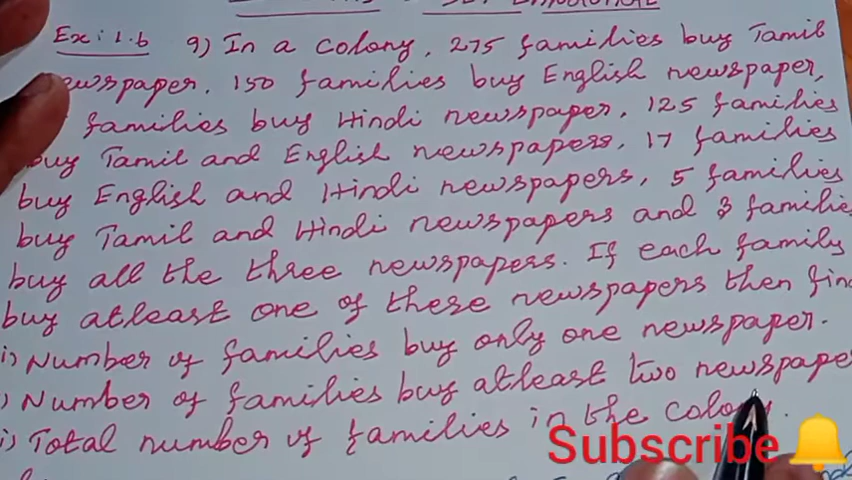 Ex: 1.6 9) In a colony, 275 families buy Tamil
ewspaper, 150 families buy English newspaper,
families buy Hindi newspaper, 125 families
buy Tamil and English newspapers, 17 families
buy English and Hindi newspapers, 5 families
buy Tamil and Hindi newspapers and 3 families
buy all the three newspapers. If each family
buy atleast one of these newspapers then find
i) Number of families buy only one newspaper.
) Number of families buy atleast two newspaper
i) Total number of families in the colony.
Subscribe